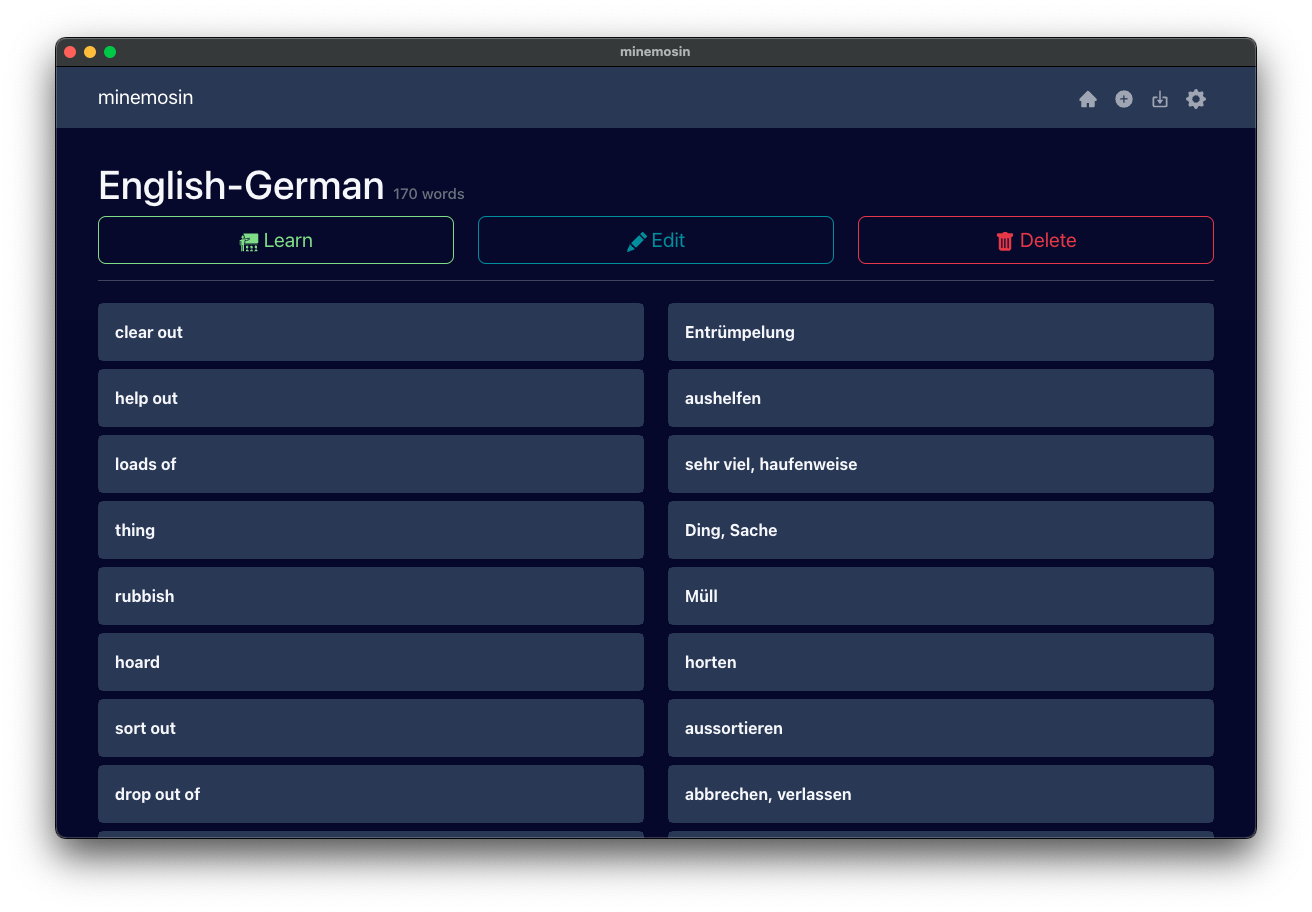 minemosin
minemosin
English-German 170 words
Learn Edit Delete
clear out Entrümpelung
help out aushelfen
loads of sehr viel, haufenweise
thing Ding, Sache
rubbish Müll
hoard horten
sort out aussortieren
drop out of abbrechen, verlassen